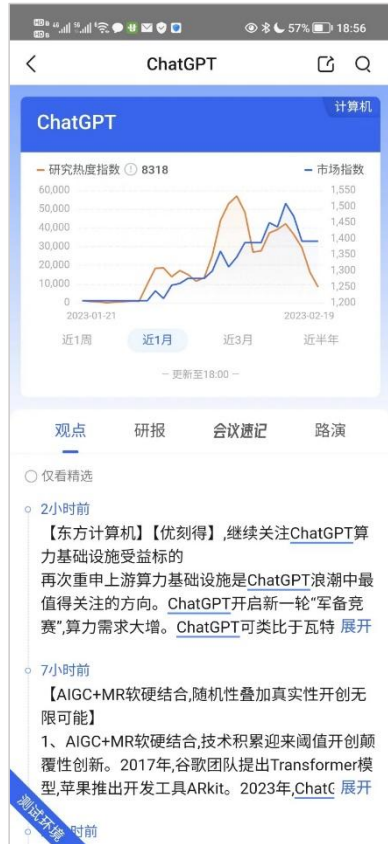 57% 18:56
ChatGPT
计算机
ChatGPT
研究热度指数 8318 市场指数
60,000 1,550
50,000 1,500
40,000 1,450
30,000 1,400
20,000 1,350
10,000 1,300
0 1,250
1,200
2023-01-21 2023-02-19
近1周 近1月 近3月 近半年
— 更新至18:00 —
观点 研报 会议速记 路演
仅看精选
2小时前
【东方计算机】【优刻得】,继续关注ChatGPT算
力基础设施受益标的
再次重申上游算力基础设施是ChatGPT浪潮中最
值得关注的方向。ChatGPT开启新一轮“军备竞
赛”,算力需求大增。ChatGPT可类比于瓦特 展开
7小时前
【AIGC+MR软硬结合,随机性叠加真实性开创无
限可能】
1、AIGC+MR软硬结合,技术积累迎来阈值开创颠
覆性创新。2017年,谷歌团队提出Transformer模
型,苹果推出开发工具ARkit。2023年,ChatG 展开
测试环境
时前